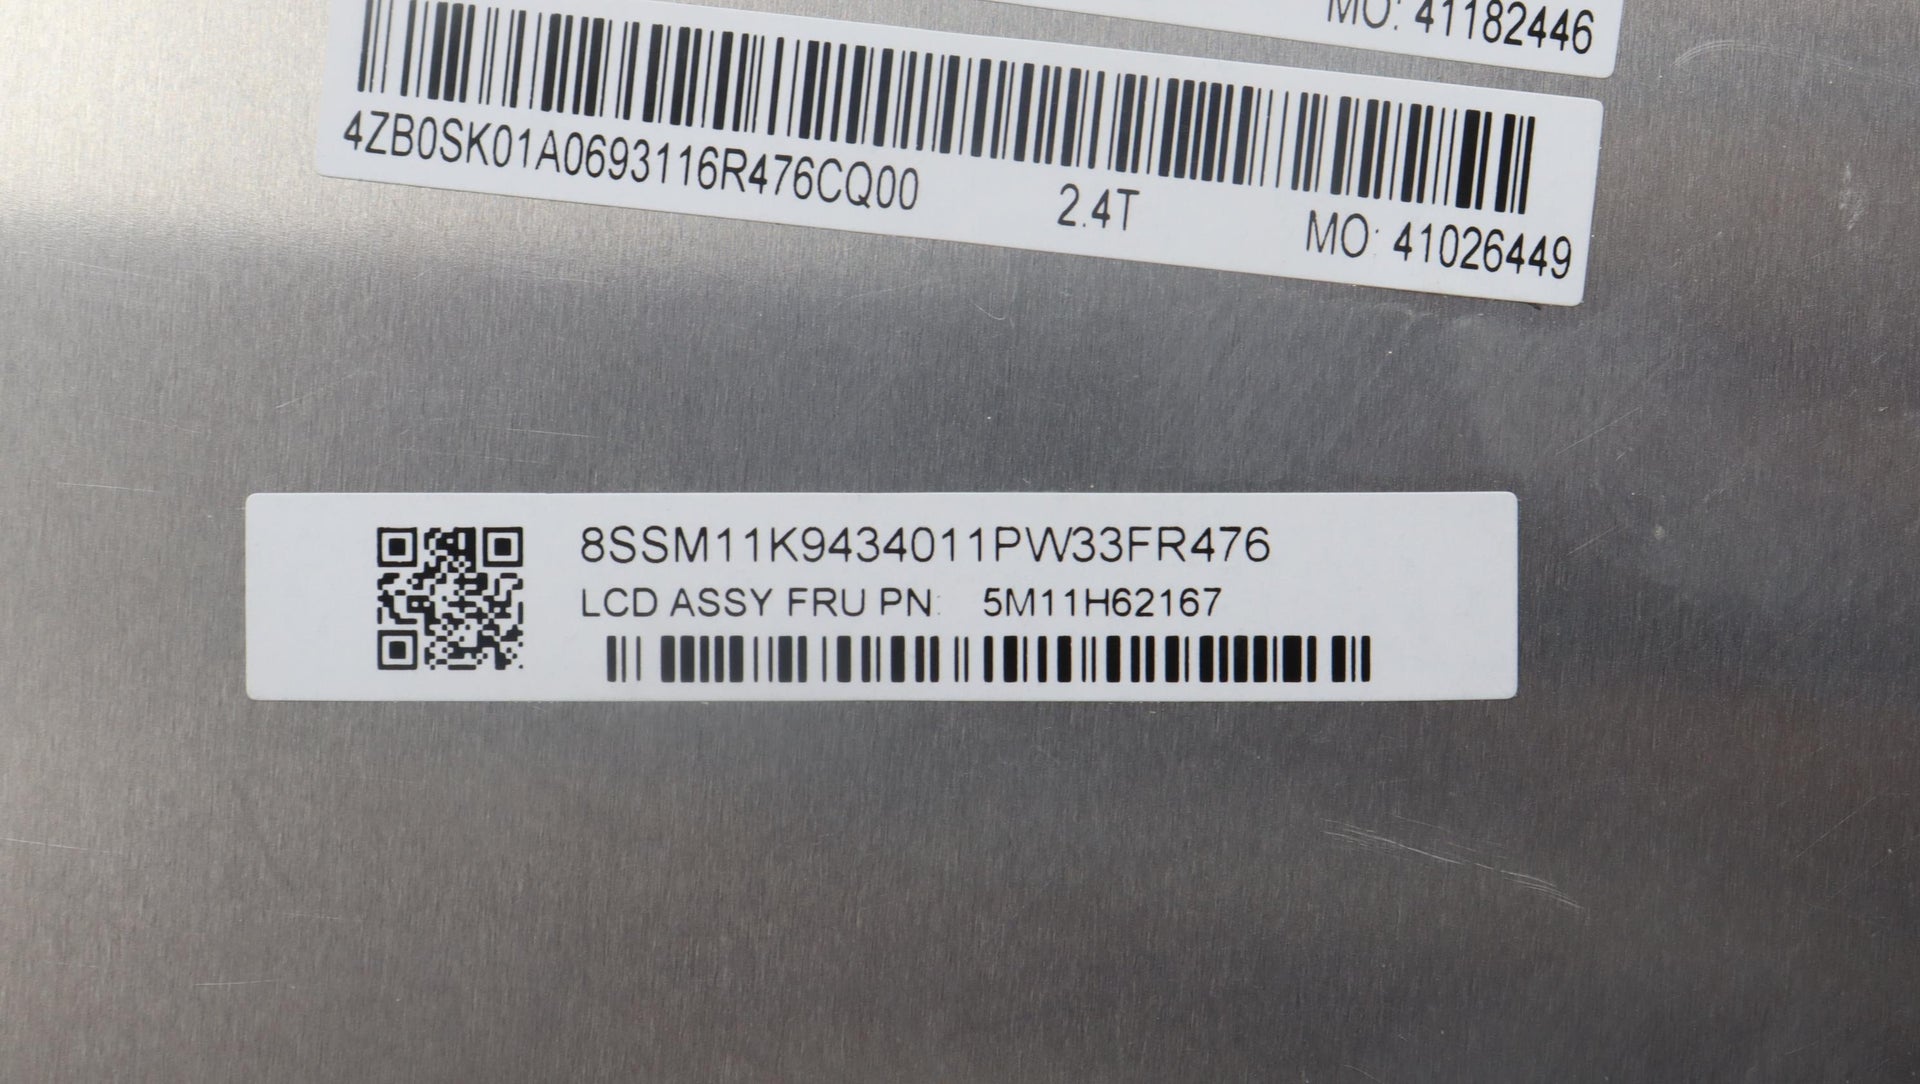 MO: 41182446
4ZB0SK01A0693116R476CQ00 2.4T MO: 41026449
8SSM11K9434011PW33FR476
LCD ASSY FRU PN: 5M11H62167